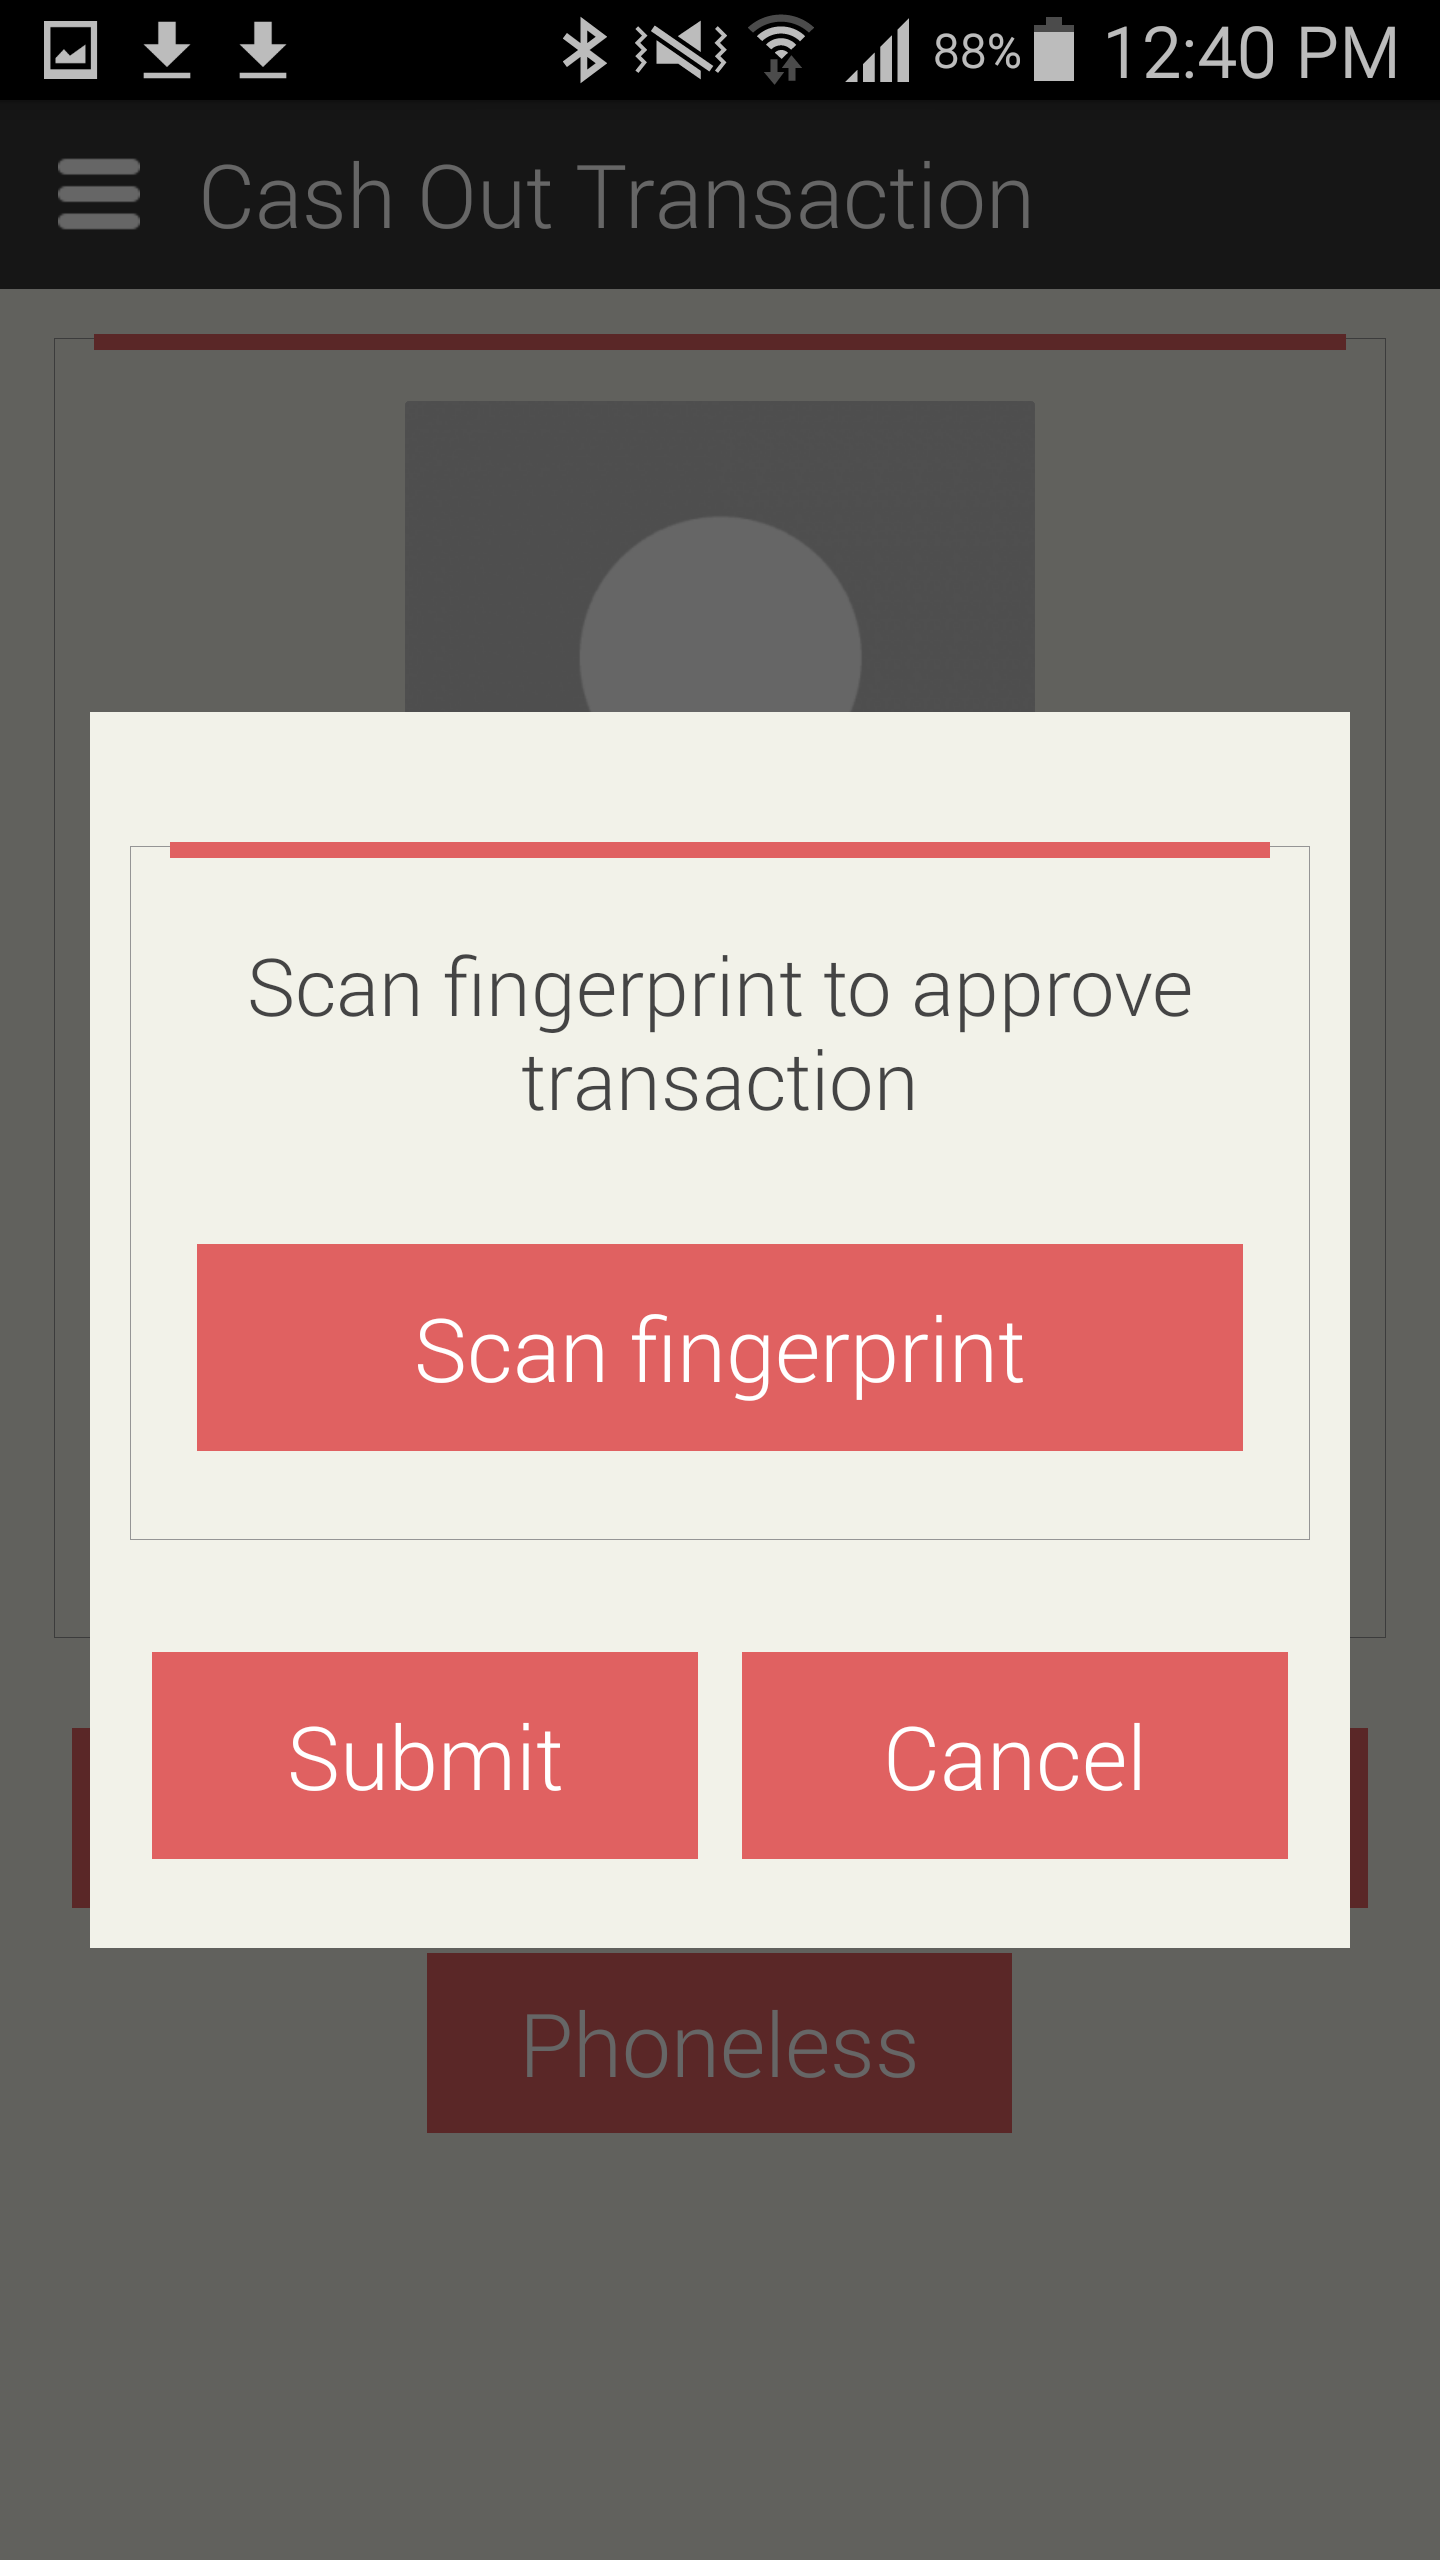 88% 12:40 PM
Cash Out Transaction
Scan fingerprint to approve
transaction
Scan fingerprint
Submit Cancel
Phoneless